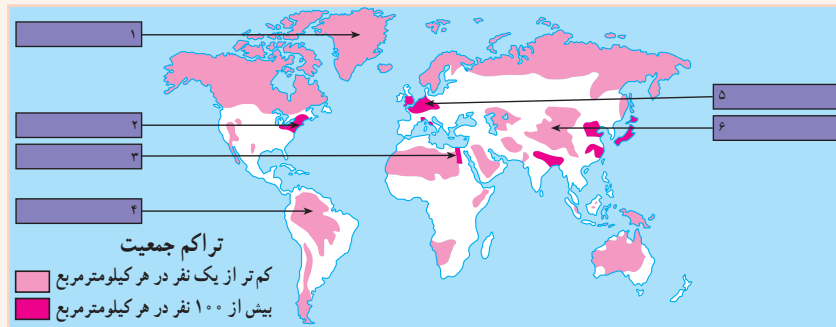 ۱
۲
۳
۴
۵
۶
تراکم جمعیت
کم‌تر از یک نفر در هر کیلومترمربع
بیش از ۱۰۰ نفر در هر کیلومترمربع